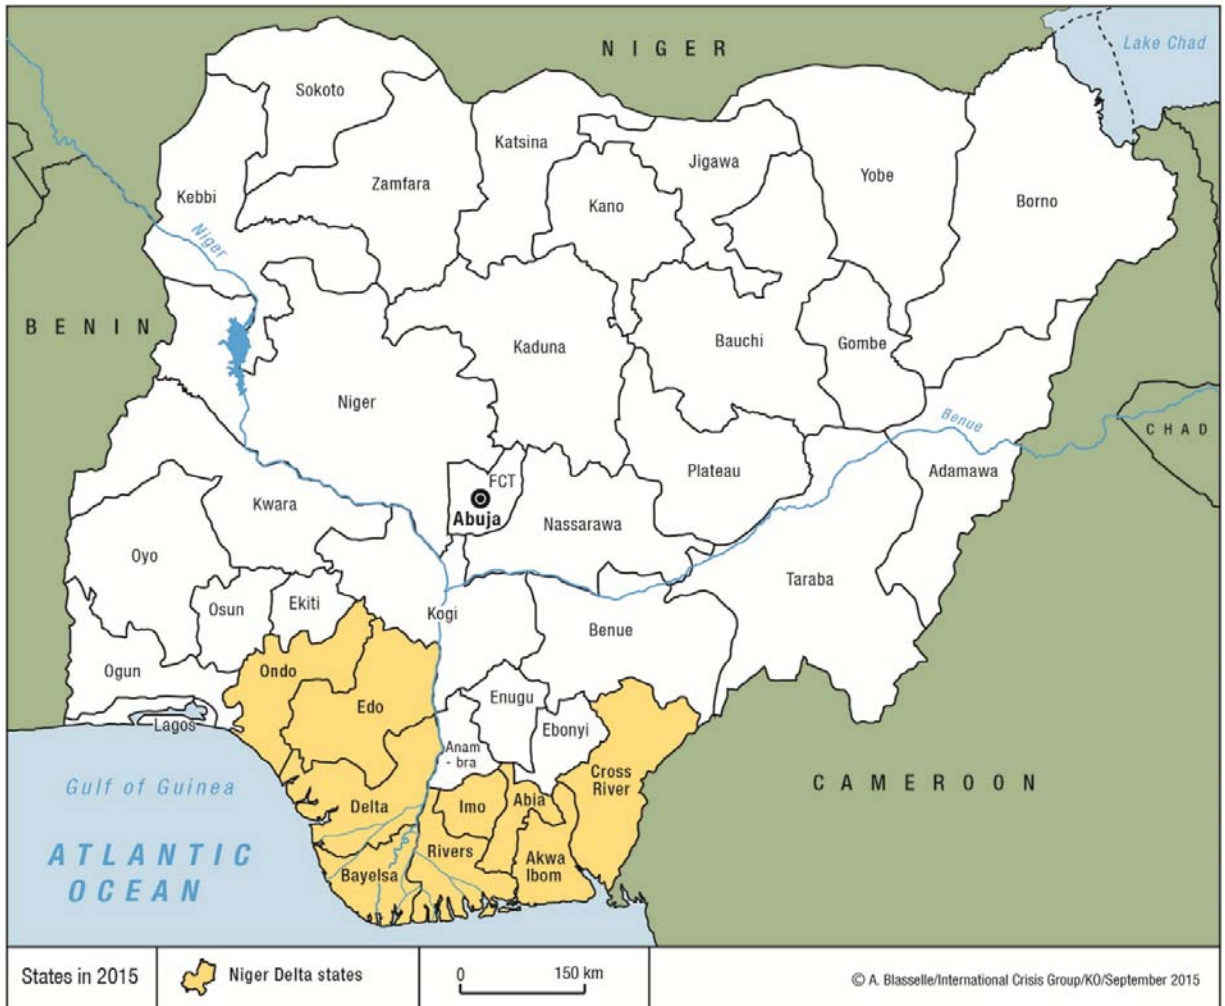 NIGER
Lake Chad
Sokoto
Katsina
Jigawa
Yobe
Zamfara
Kebbi
Kano
Borno
Niger
BENIN
Kaduna
Bauchi
Gombe
Niger
Benue
CHAD
Plateau
Adamawa
FCT
Abuja
Kwara
Nassarawa
Oyo
Taraba
Osun
Ekiti
Kogi
Benue
Ogun
Ondo
Enugu
Edo
Ebonyi
Lagos
Anam
- bra
Cross
River
Gulf of Guinea
CAMEROON
Delta
Imo
Abia
ATLANTIC
OCEAN
Rivers
Akwa
Ibom
Bayelsa
States in 2015
Niger Delta states
0 150 km
© A. Blasselle/International Crisis Group/KO/September 2015